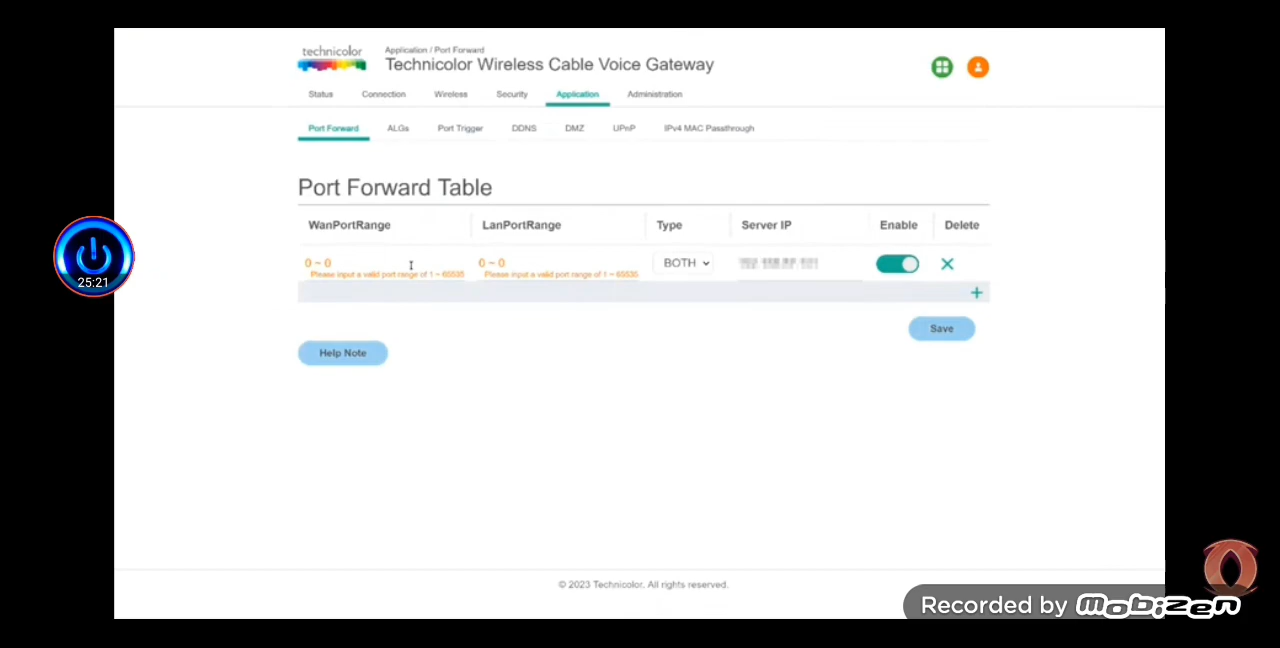 technicolor
Application / Port Forward
Technicolor Wireless Cable Voice Gateway
Status Connection Wireless Security Application Administration
Port Forward ALGs Port Trigger DDNS DMZ UPnP IPv4 MAC Passthrough
Port Forward Table
WanPortRange LanPortRange Type Server IP Enable Delete
0 ~ 0 0 ~ 0 BOTH
Please input a valid port range of 1 ~ 65535 Please input a valid port range of 1 ~ 65535
25:21
+
Save
Help Note
© 2023 Technicolor. All rights reserved.
Recorded by Mobizen